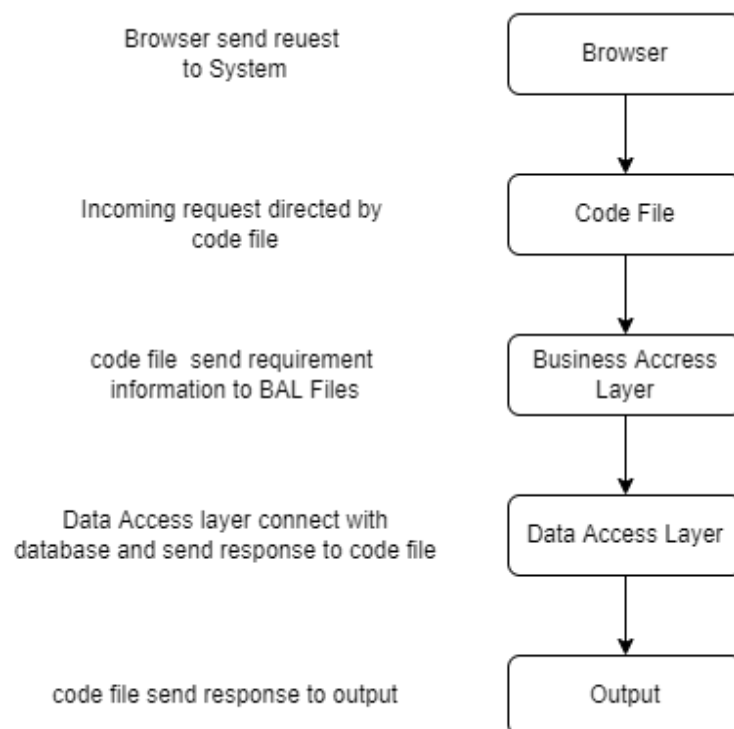 Browser send reuest
to System
Browser
Incoming request directed by
code file
Code File
code file  send requirement
information to BAL Files
Business Accress
Layer
Data Access layer connect with
database and send response to code file
Data Access Layer
code file send response to output
Output